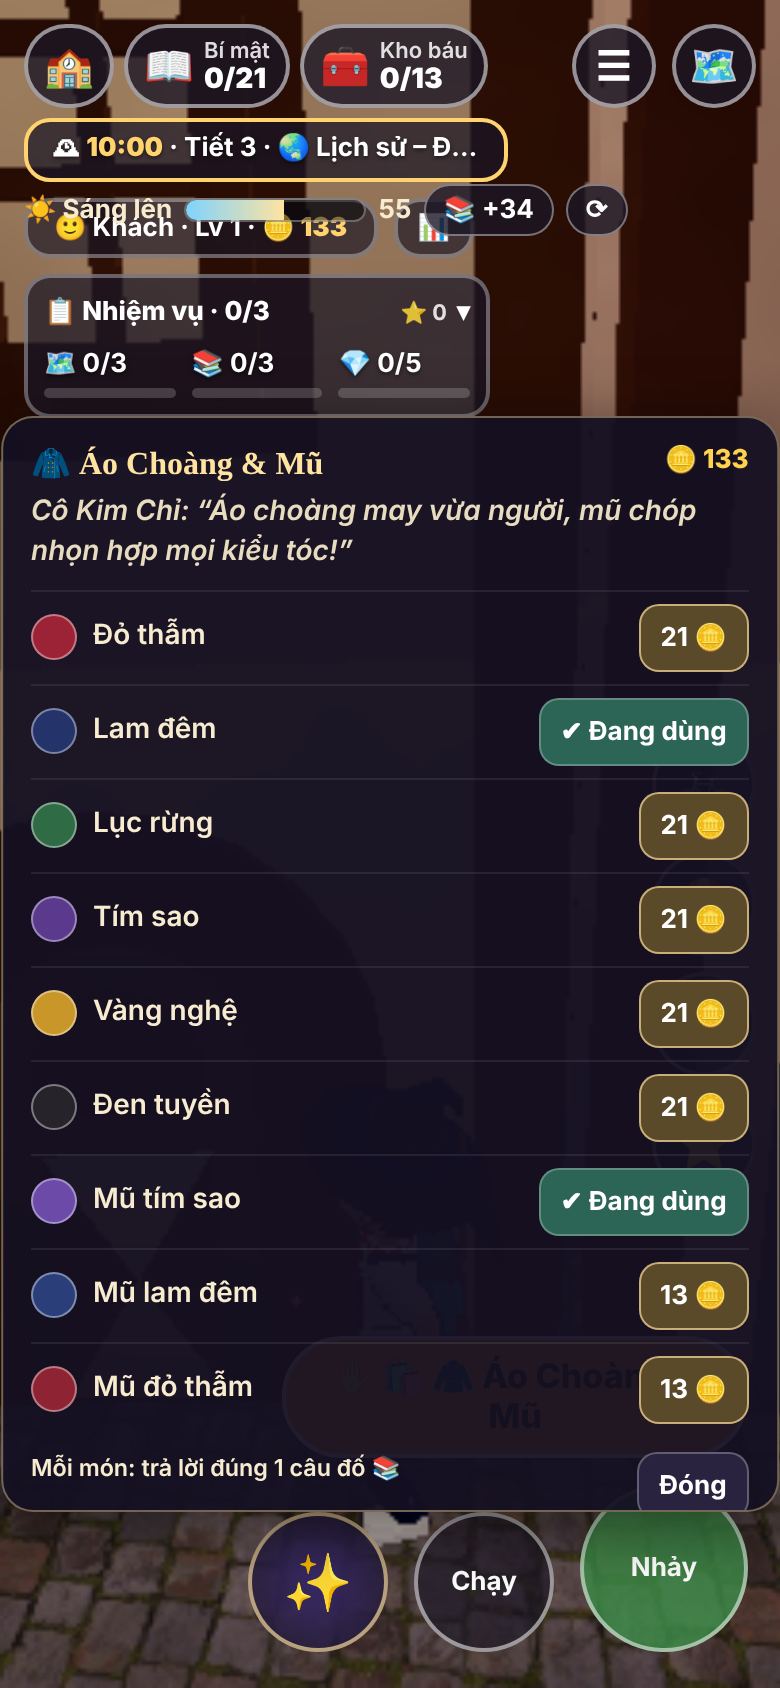 Bí mật
0/21
Kho báu
0/13
10:00 · Tiết 3 · Lịch sử – Đ...
Sáng lên 55 +34
Khách · Lv 1 · 133
Nhiệm vụ · 0/3
0
0/3 0/3 0/5
Áo Choàng & Mũ
133
Cô Kim Chỉ: “Áo choàng may vừa người, mũ chóp
nhọn hợp mọi kiểu tóc!”
Đỏ thẫm 21
Lam đêm ✔ Đang dùng
Lục rừng 21
Tím sao 21
Vàng nghệ 21
Đen tuyền 21
Mũ tím sao ✔ Đang dùng
Mũ lam đêm 13
Mũ đỏ thẫm 13
Áo Choàn
Mũ
Mỗi món: trả lời đúng 1 câu đố
Đóng
Chạy
Nhảy